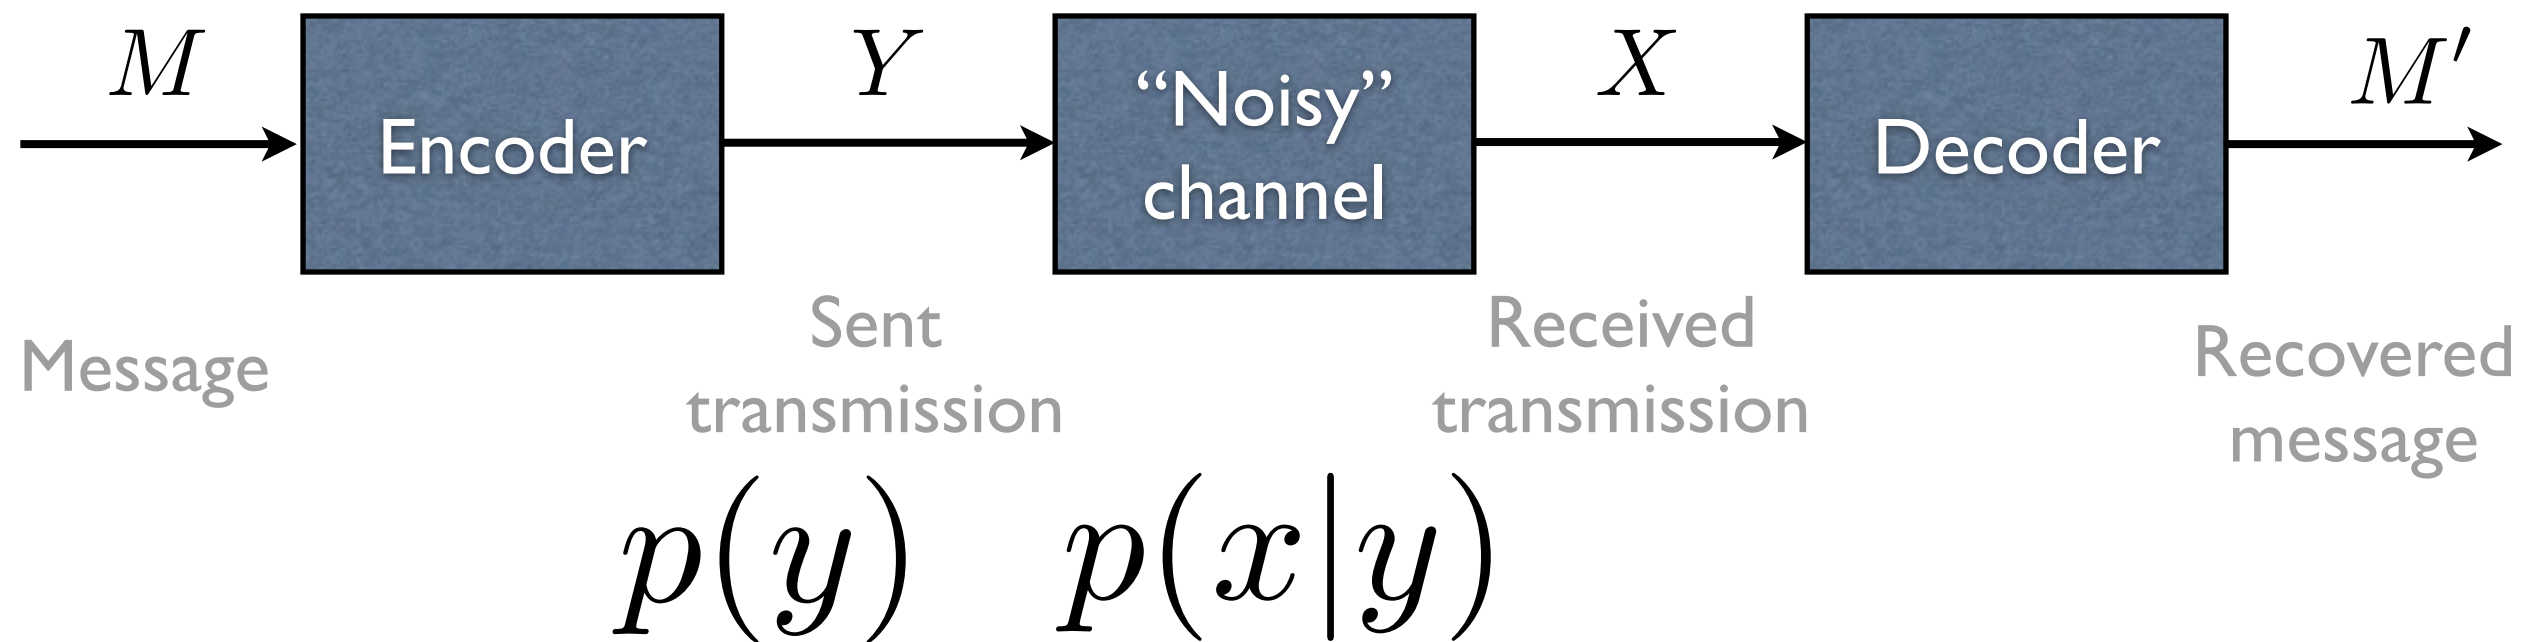 M
Y
X
M′
Encoder
“Noisy”
channel
Decoder
Message
Sent
transmission
Received
transmission
Recovered
message
p(y)
p(x|y)